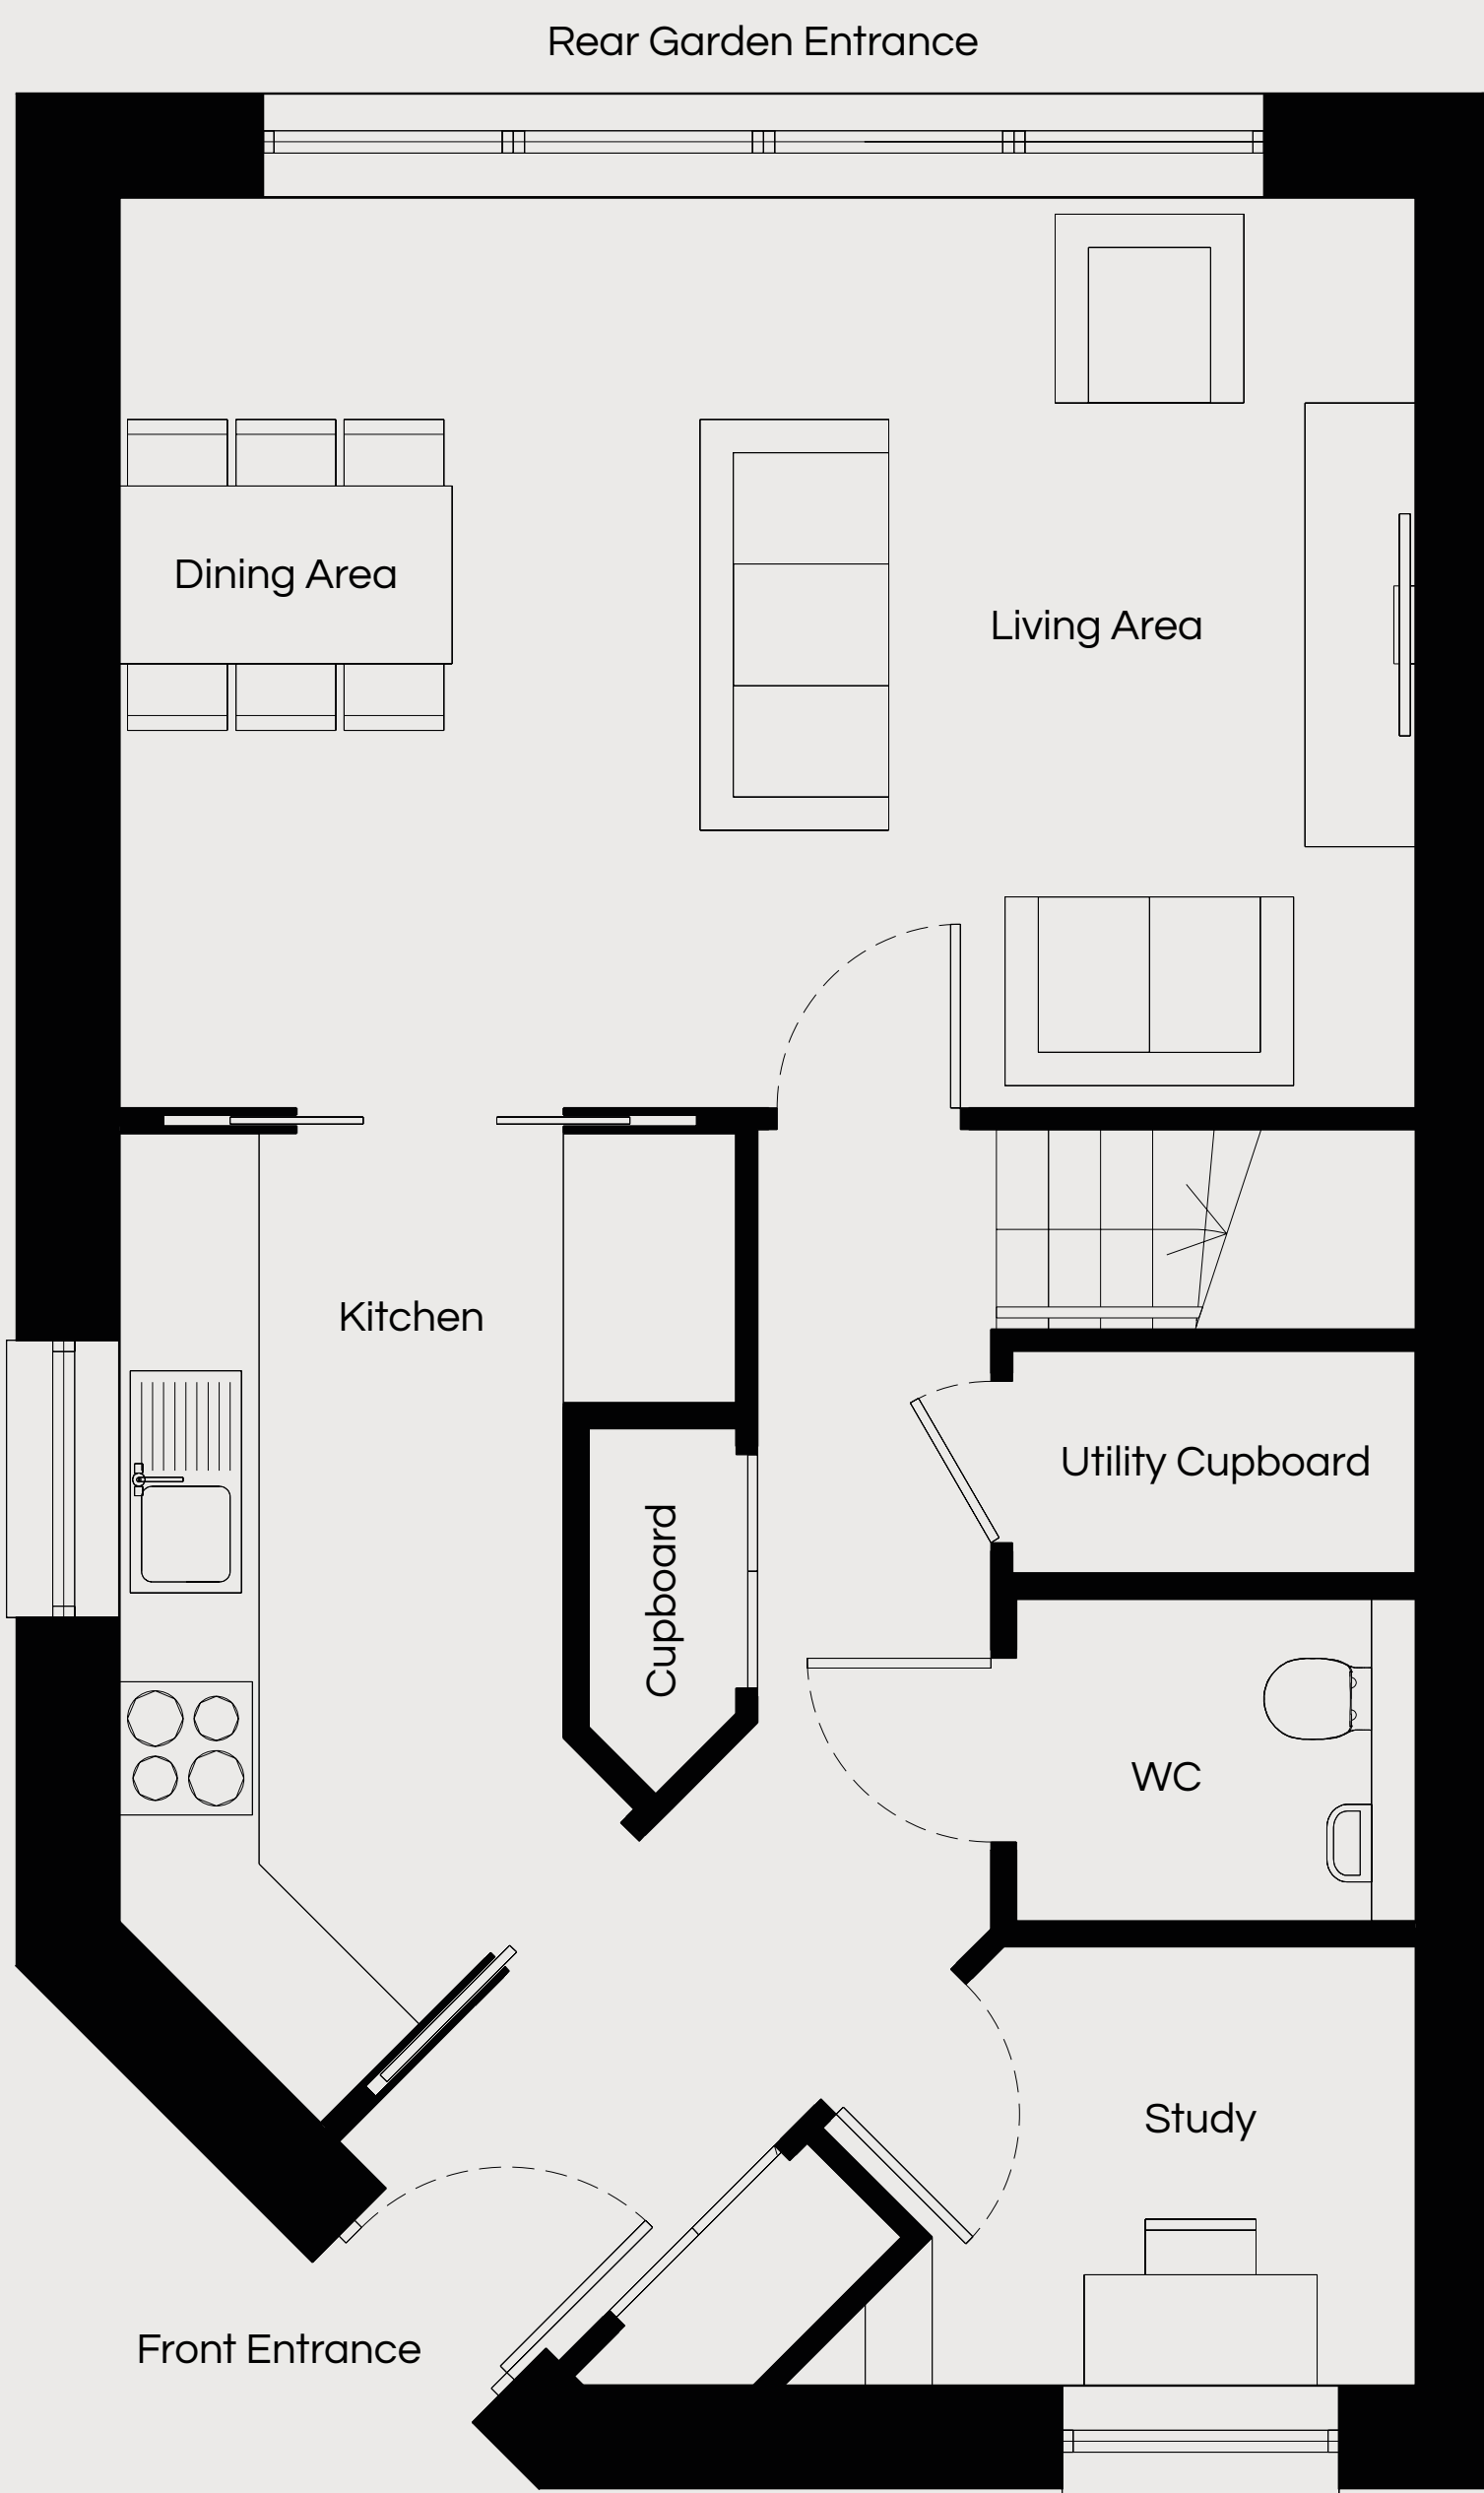 Rear Garden Entrance
Dining Area
Living Area
Kitchen
Utility Cupboard
Cupboard
WC
Study
Front Entrance